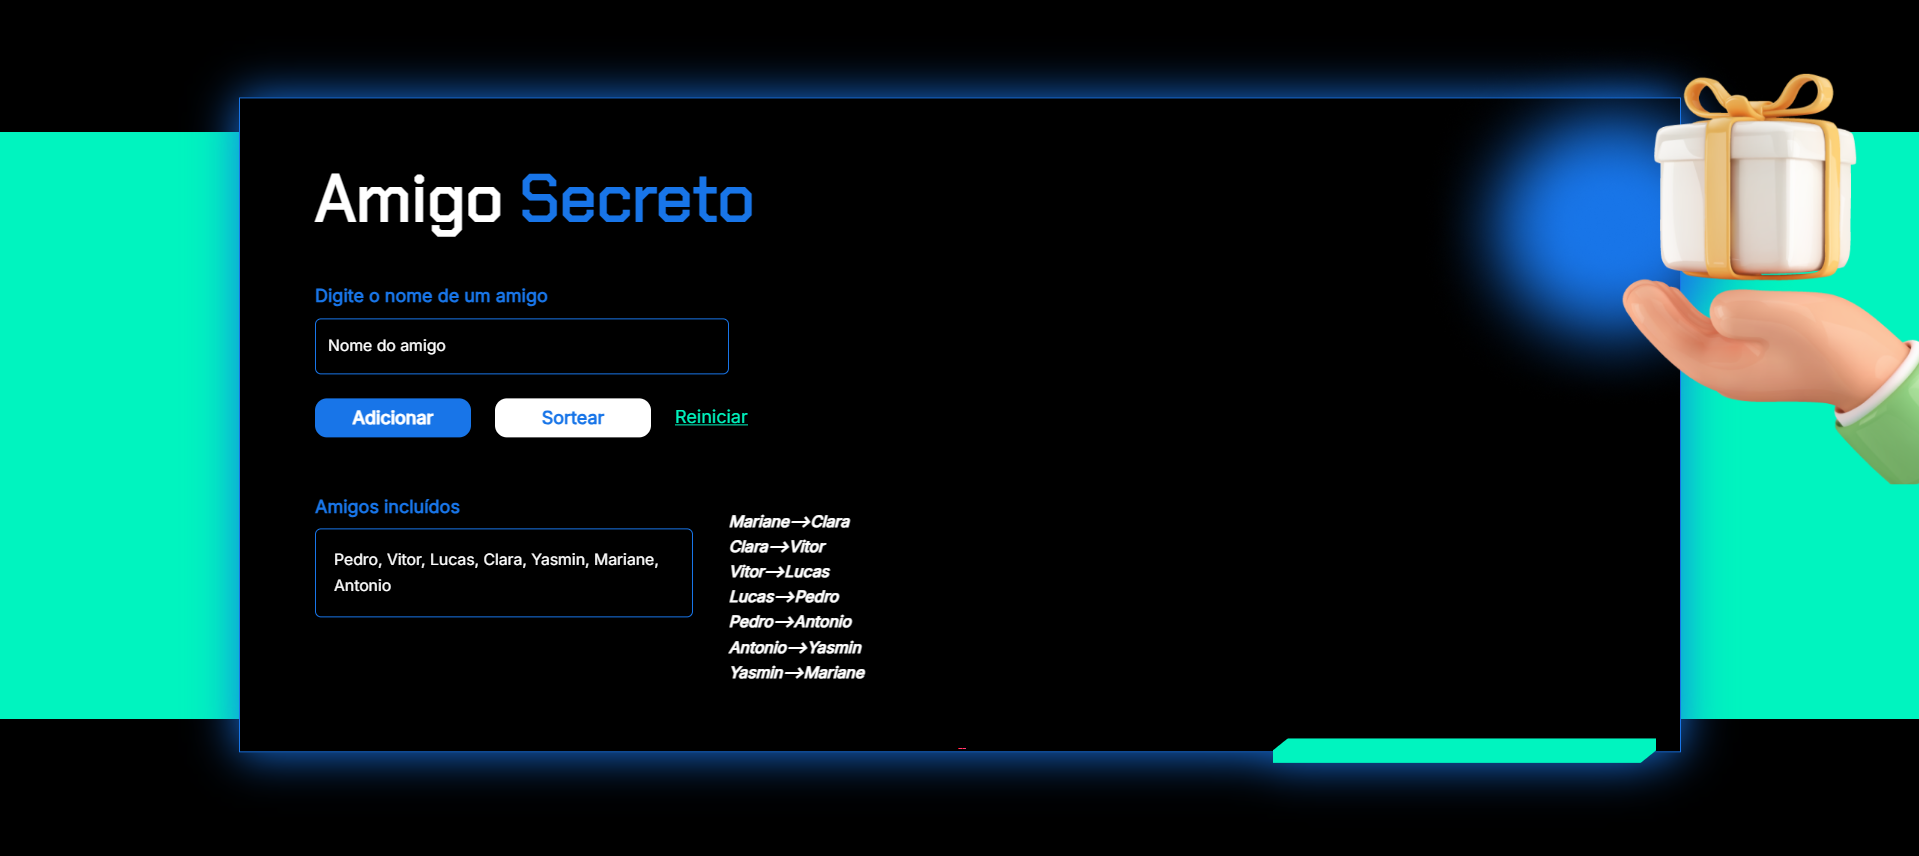 Amigo Secreto
Digite o nome de um amigo
Nome do amigo
Adicionar Sortear Reiniciar
Amigos incluídos
Pedro, Vitor, Lucas, Clara, Yasmin, Mariane,
Antonio
Mariane-->Clara
Clara-->Vitor
Vitor-->Lucas
Lucas-->Pedro
Pedro-->Antonio
Antonio-->Yasmin
Yasmin-->Mariane